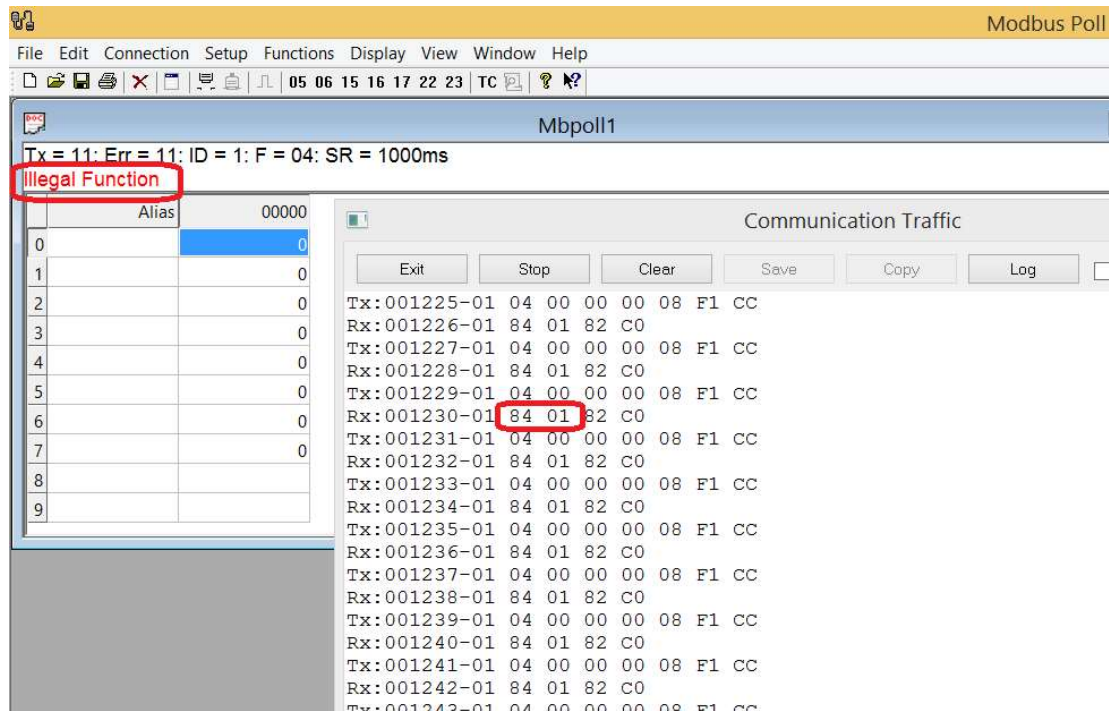 Modbus Poll
File Edit Connection Setup Functions Display View Window Help
05 06 15 16 17 22 23 TC
Mbpoll1
Tx = 11: Err = 11: ID = 1: F = 04: SR = 1000ms
Illegal Function
Alias 00000
0 0
1 0
2 0
3 0
4 0
5 0
6 0
7 0
8
9
Communication Traffic
Exit Stop Clear Save Copy Log
Tx:001225-01 04 00 00 00 08 F1 CC
Rx:001226-01 84 01 82 C0
Tx:001227-01 04 00 00 00 08 F1 CC
Rx:001228-01 84 01 82 C0
Tx:001229-01 04 00 00 00 08 F1 CC
Rx:001230-01 84 01 82 C0
Tx:001231-01 04 00 00 00 08 F1 CC
Rx:001232-01 84 01 82 C0
Tx:001233-01 04 00 00 00 08 F1 CC
Rx:001234-01 84 01 82 C0
Tx:001235-01 04 00 00 00 08 F1 CC
Rx:001236-01 84 01 82 C0
Tx:001237-01 04 00 00 00 08 F1 CC
Rx:001238-01 84 01 82 C0
Tx:001239-01 04 00 00 00 08 F1 CC
Rx:001240-01 84 01 82 C0
Tx:001241-01 04 00 00 00 08 F1 CC
Rx:001242-01 84 01 82 C0
Tx:001243-01 04 00 00 00 08 F1 CC